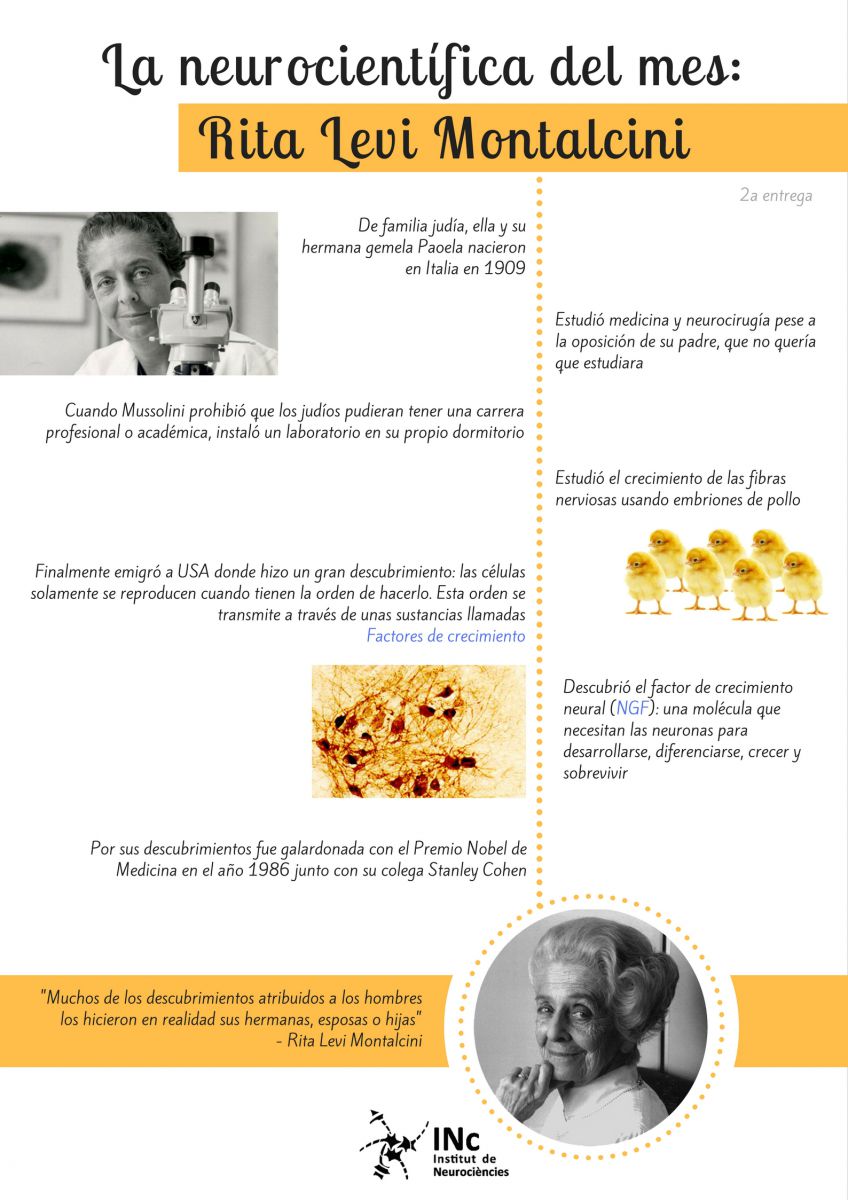 La neurocientífica del mes:
Rita Levi Montalcini
2a entrega
De familia judía, ella y su
hermana gemela Paoela nacieron
en Italia en 1909
Estudió medicina y neurocirugía pese a
la oposición de su padre, que no quería
que estudiara
Cuando Mussolini prohibió que los judíos pudieran tener una carrera
profesional o académica, instaló un laboratorio en su propio dormitorio
Estudió el crecimiento de las fibras
nerviosas usando embriones de pollo
Finalmente emigró a USA donde hizo un gran descubrimiento: las células
solamente se reproducen cuando tienen la orden de hacerlo. Esta orden se
transmite a través de unas sustancias llamadas
Factores de crecimiento
Descubrió el factor de crecimiento
neural (NGF): una molécula que
necesitan las neuronas para
desarrollarse, diferenciarse, crecer y
sobrevivir
Por sus descubrimientos fue galardonada con el Premio Nobel de
Medicina en el año 1986 junto con su colega Stanley Cohen
"Muchos de los descubrimientos atribuidos a los hombres
los hicieron en realidad sus hermanas, esposas o hijas"
- Rita Levi Montalcini
INc
Institut de
Neurociències